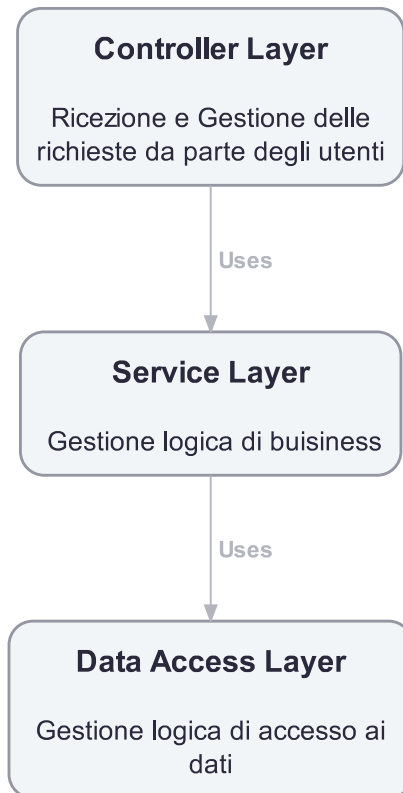 Controller Layer
Ricezione e Gestione delle
richieste da parte degli utenti
Uses
Service Layer
Gestione logica di buisiness
Uses
Data Access Layer
Gestione logica di accesso ai
dati